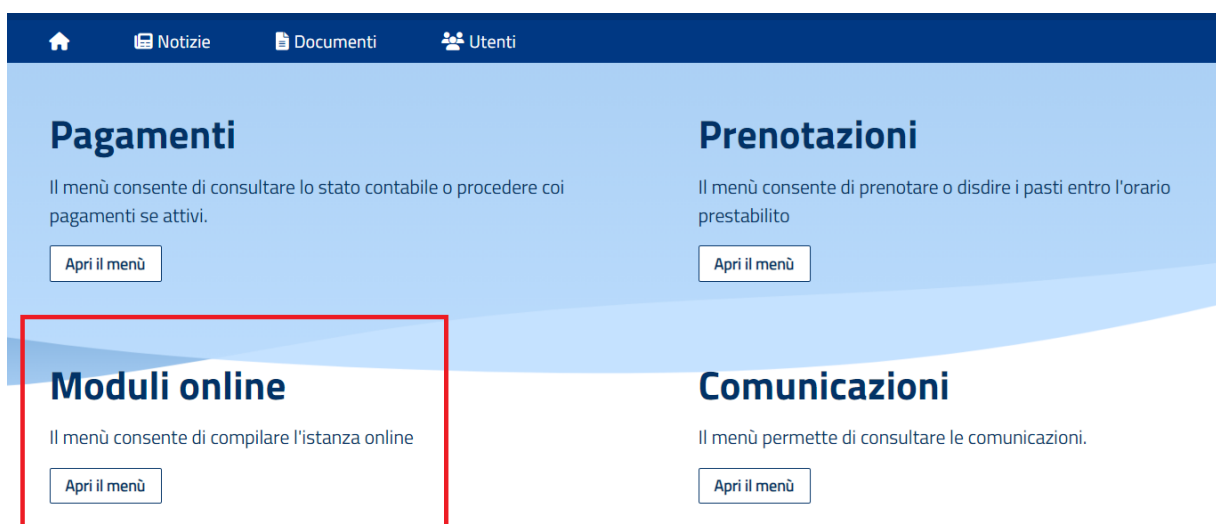 Notizie
Documenti
Utenti
Pagamenti
Il menù consente di consultare lo stato contabile o procedere coi
pagamenti se attivi.
Apri il menù
Prenotazioni
Il menù consente di prenotare o disdire i pasti entro l'orario
prestabilito
Apri il menù
Moduli online
Il menù consente di compilare l'istanza online
Apri il menù
Comunicazioni
Il menù permette di consultare le comunicazioni.
Apri il menù